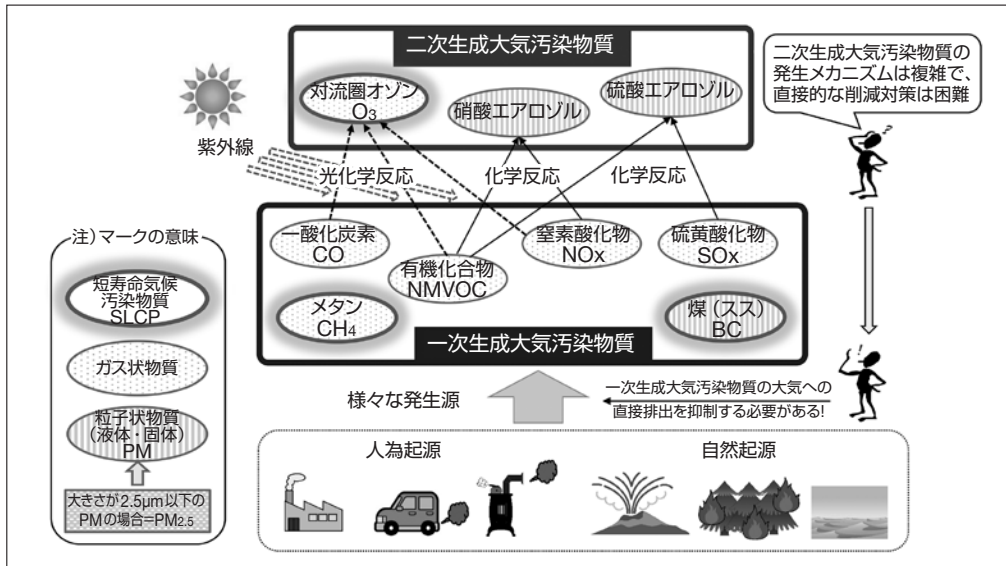 二次生成大気汚染物質
対流圏オゾン
O3
硝酸エアロゾル
硫酸エアロゾル
二次生成大気汚染物質の
発生メカニズムは複雑で、
直接的な削減対策は困難
?
紫外線
光化学反応
化学反応
化学反応
一酸化炭素
CO
有機化合物
NMVOC
窒素酸化物
NOx
硫黄酸化物
SOx
メタン
CH4
煤(スス)
BC
一次生成大気汚染物質
注)マークの意味
短寿命気候
汚染物質
SLCP
ガス状物質
粒子状物質
(液体・固体)
PM
大きさが2.5μm以下の
PMの場合=PM2.5
様々な発生源
!
一次生成大気汚染物質の大気への
直接排出を抑制する必要がある!
人為起源
自然起源